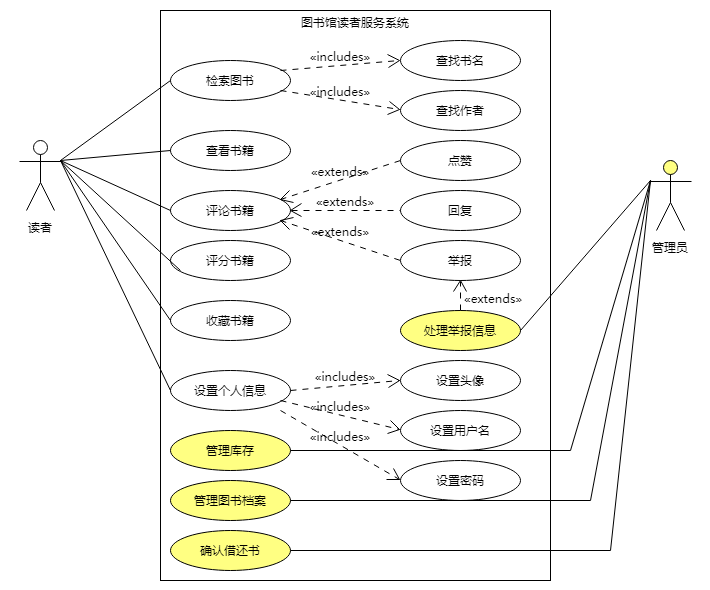 图书馆读者服务系统
检索图书
«includes»
查找书名
«includes»
查找作者
查看书籍
«extends»
点赞
评论书籍
«extends»
回复
«extends»
评分书籍
举报
读者
管理员
«extends»
收藏书籍
处理举报信息
设置个人信息
«includes»
设置头像
«includes»
设置用户名
«includes»
管理库存
设置密码
管理图书档案
确认借还书